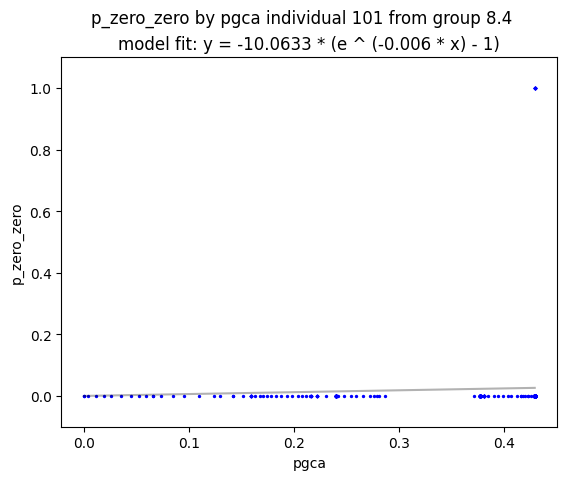 p_zero_zero by pgca individual 101 from group 8.4
model fit: y = -10.0633 * (e ^ (-0.006 * x) - 1)
1.0
0.8
0.6
0.4
0.2
0.0
p_zero_zero
0.0 0.1 0.2 0.3 0.4
pgca